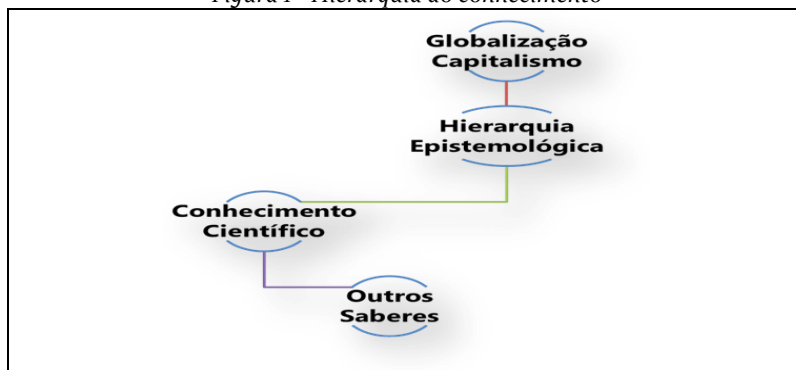 Figura 1 - Hierarquia do conhecimento
Globalização
Capitalismo
Hierarquia
Epistemológica
Conhecimento
Científico
Outros
Saberes